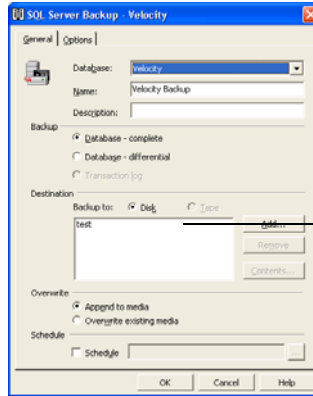 SQL Server Backup - Velocity
General Options
Database: Velocity
Name: Velocity Backup
Description:
Backup
Database - complete
Database - differential
Transaction log
Destination
Backup to: Disk Tape
test Add...
Remove
Contents...
Overwrite
Append to media
Overwrite existing media
Schedule
Schedule ...
OK Cancel Help